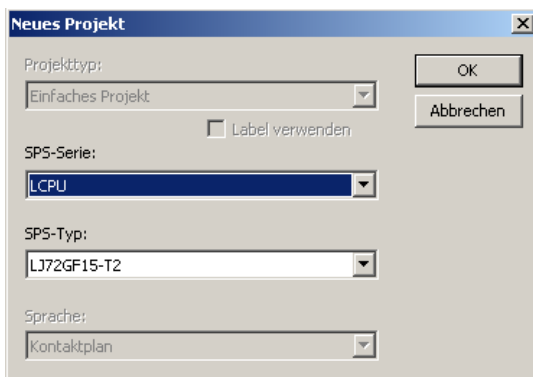 Neues Projekt
Projekttyp:
OK
Einfaches Projekt
Abbrechen
Label verwenden
SPS-Serie:
LCPU
SPS-Typ:
LJ72GF15-T2
Sprache:
Kontaktplan